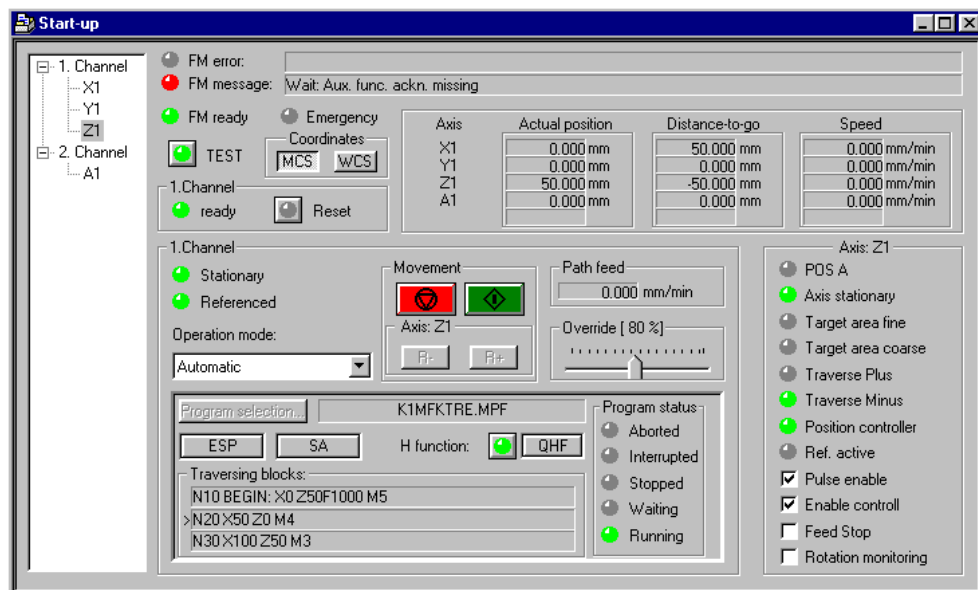 Start-up
1. Channel
X1
Y1
Z1
2. Channel
A1
FM error:
FM message: Wait: Aux. func. ackn. missing
FM ready
Emergency
TEST
Coordinates
MCS WCS
1.Channel
ready
Reset
Axis Actual position Distance-to-go Speed
X1 0.000 mm 50.000 mm 0.000 mm/min
Y1 0.000 mm 0.000 mm 0.000 mm/min
Z1 50.000 mm -50.000 mm 0.000 mm/min
A1 0.000 mm 0.000 mm 0.000 mm/min
1.Channel
Stationary
Referenced
Operation mode:
Automatic
Movement
Axis: Z1
R- R+
Path feed
0.000 mm/min
Override [ 80 %]
Program selection... K1MFKTRE.MPF
ESP SA H function: QHF
Traversing blocks:
N10 BEGIN: X0 Z50F1000 M5
>N20 X50 Z0 M4
N30 X100 Z50 M3
Program status
Aborted
Interrupted
Stopped
Waiting
Running
Axis: Z1
POS A
Axis stationary
Target area fine
Target area coarse
Traverse Plus
Traverse Minus
Position controller
Ref. active
Pulse enable
Enable controll
Feed Stop
Rotation monitoring